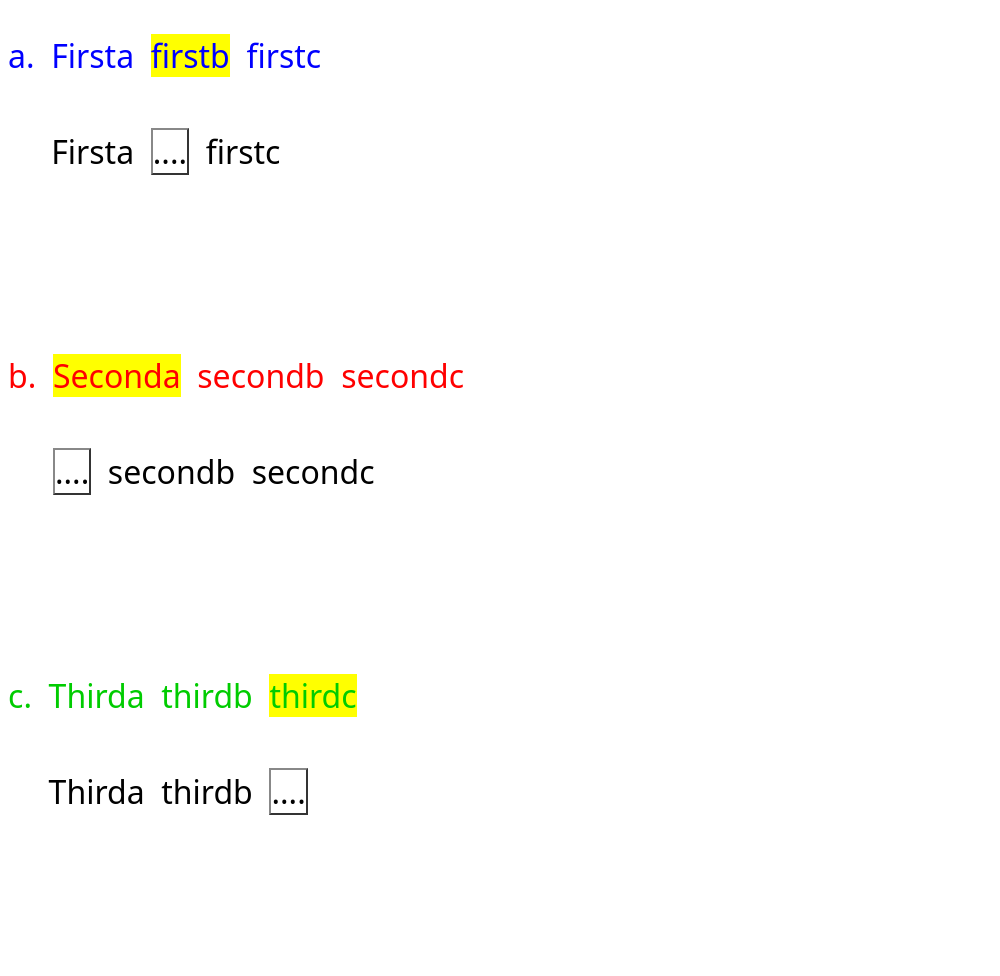 a. Firsta firstb firstc
Firsta .... firstc
b. Seconda secondb secondc
.... secondb secondc
c. Thirda thirdb thirdc
Thirda thirdb ....